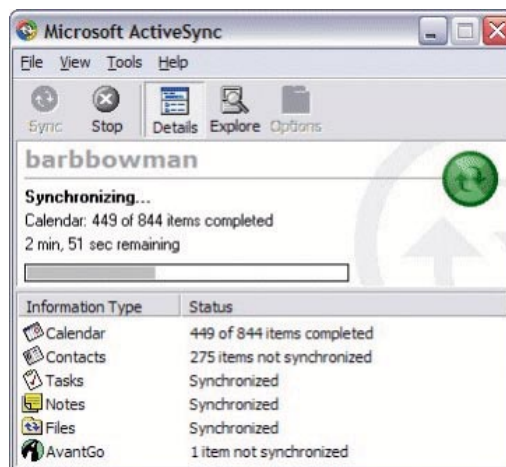 Microsoft ActiveSync
File View Tools Help
Sync Stop Details Explore Options
barbbowman
Synchronizing...
Calendar: 449 of 844 items completed
2 min, 51 sec remaining
Information Type Status
Calendar 449 of 844 items completed
Contacts 275 items not synchronized
Tasks Synchronized
Notes Synchronized
Files Synchronized
AvantGo 1 item not synchronized